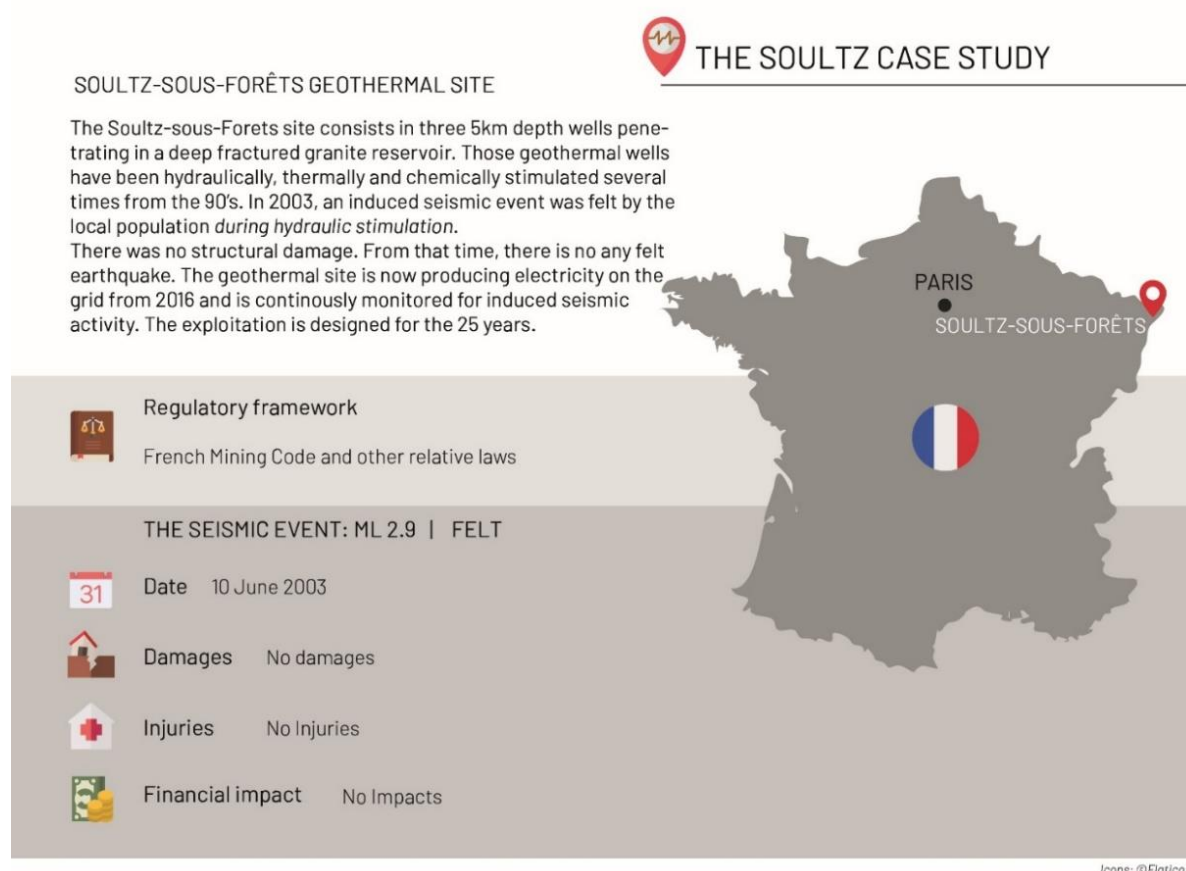 THE SOULTZ CASE STUDY
SOULTZ-SOUS-FORÊTS GEOTHERMAL SITE
The Soultz-sous-Forets site consists in three 5km depth wells pene-
trating in a deep fractured granite reservoir. Those geothermal wells
have been hydraulically, thermally and chemically stimulated several
times from the 90's. In 2003, an induced seismic event was felt by the
local population during hydraulic stimulation.
There was no structural damage. From that time, there is no any felt
earthquake. The geothermal site is now producing electricity on the
grid from 2016 and is continously monitored for induced seismic
activity. The exploitation is designed for the 25 years.
PARIS
SOULTZ-SOUS-FORÊTS
Regulatory framework
French Mining Code and other relative laws
THE SEISMIC EVENT: ML 2.9 | FELT
31
Date 10 June 2003
Damages No damages
Injuries No Injuries
Financial impact No Impacts
Icons: ©Flatico